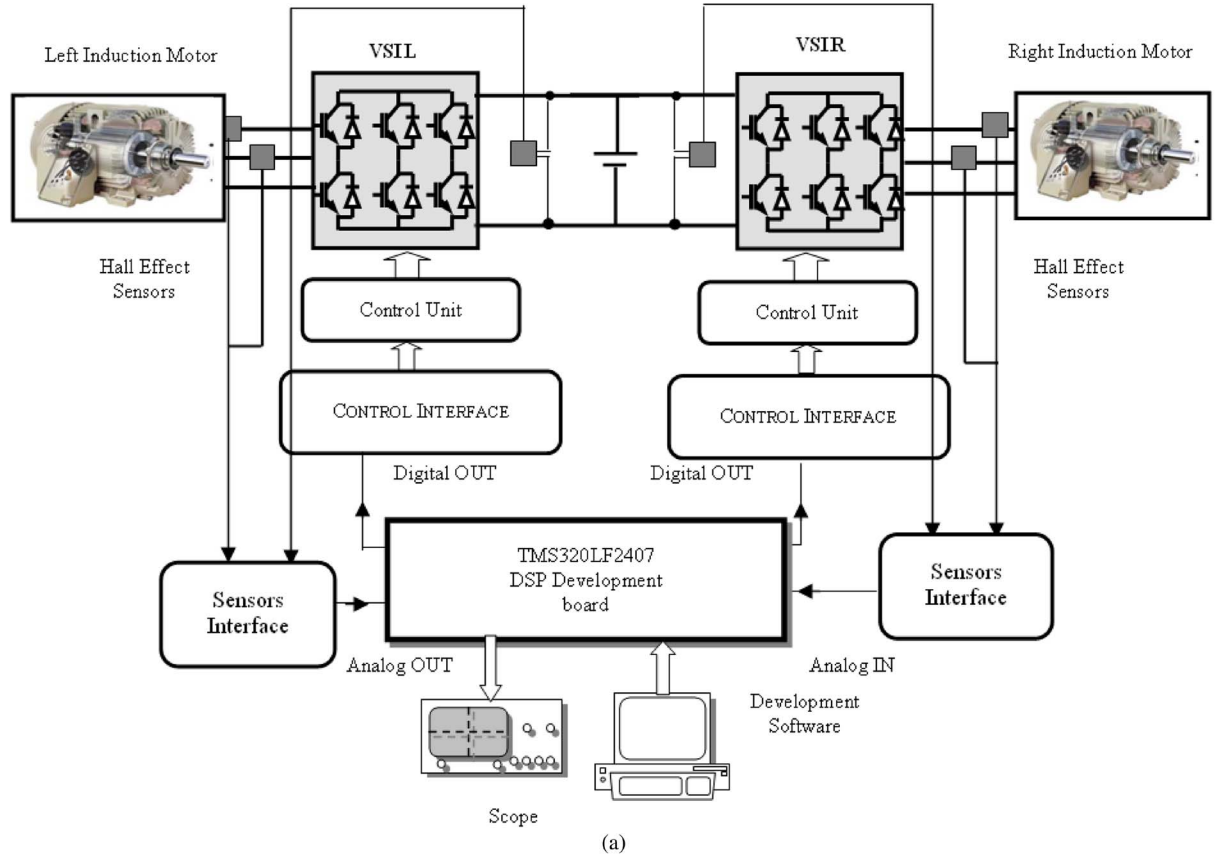 VSIL
VSIR
Left Induction Motor
Right Induction Motor
Hall Effect
Sensors
Hall Effect
Sensors
Control Unit
Control Unit
CONTROL INTERFACE
CONTROL INTERFACE
Digital OUT
Digital OUT
TMS320LF2407
DSP Development
board
Sensors
Interface
Sensors
Interface
Analog OUT
Analog IN
Development
Software
Scope
(a)